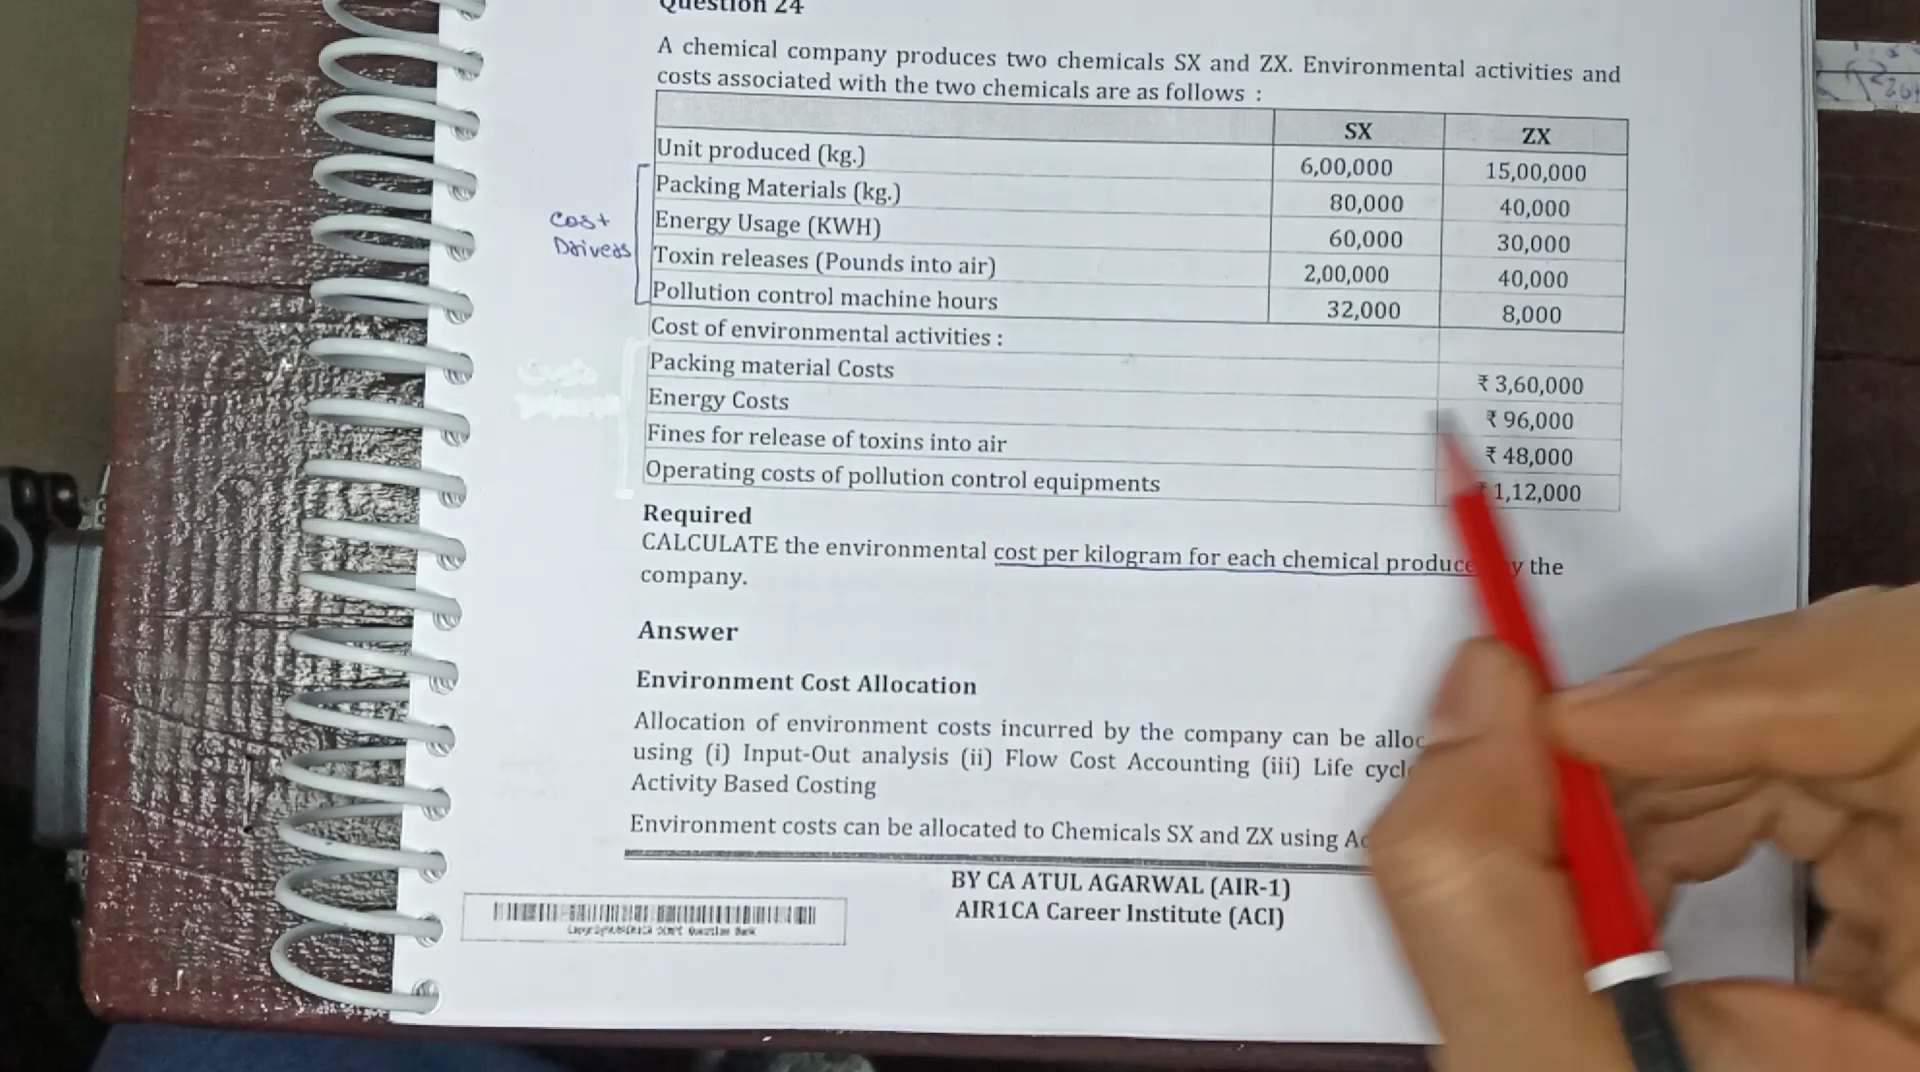 Question 24
A chemical company produces two chemicals SX and ZX. Environmental activities and
costs associated with the two chemicals are as follows :
SX ZX
Unit produced (kg.) 6,00,000 15,00,000
Packing Materials (kg.) 80,000 40,000
Energy Usage (KWH) 60,000 30,000
Toxin releases (Pounds into air) 2,00,000 40,000
Pollution control machine hours 32,000 8,000
Cost Drivers
Cost of environmental activities :
Packing material Costs ₹ 3,60,000
Energy Costs ₹ 96,000
Fines for release of toxins into air ₹ 48,000
Operating costs of pollution control equipments ₹ 1,12,000
Required
CALCULATE the environmental cost per kilogram for each chemical produce y the
company.
Answer
Environment Cost Allocation
Allocation of environment costs incurred by the company can be alloc
using (i) Input-Out analysis (ii) Flow Cost Accounting (iii) Life cycl
Activity Based Costing
Environment costs can be allocated to Chemicals SX and ZX using Ac
BY CA ATUL AGARWAL (AIR-1)
AIR1CA Career Institute (ACI)